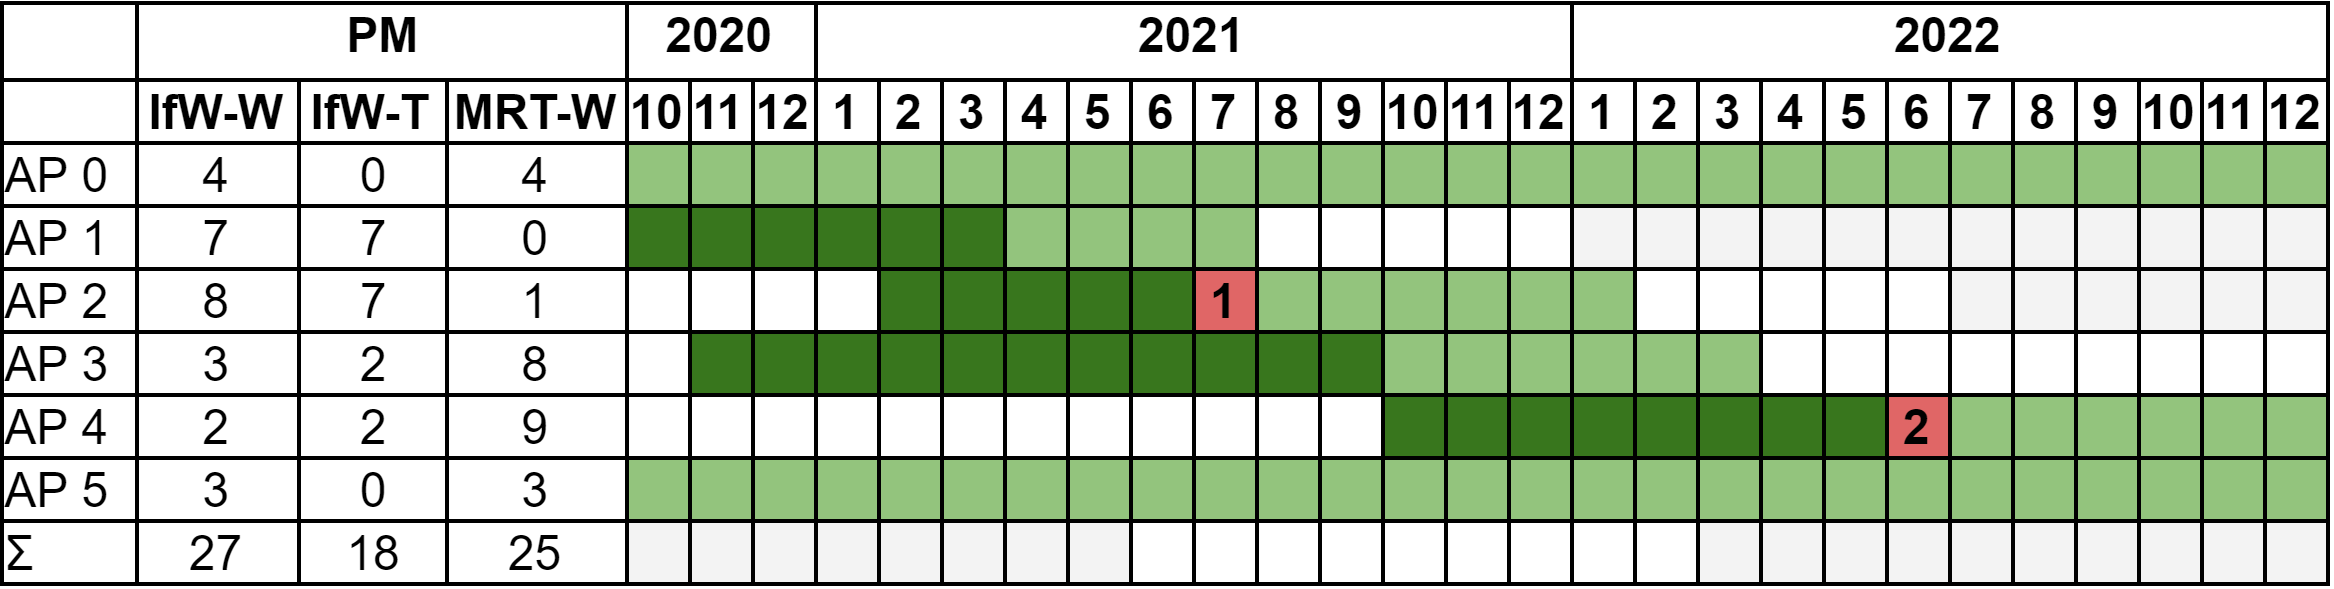 PM 2020 2021 2022
IfW-W IfW-T MRT-W 10 11 12 1 2 3 4 5 6 7 8 9 10 11 12 1 2 3 4 5 6 7 8 9 10 11 12
AP 0 4 0 4
AP 1 7 7 0
AP 2 8 7 1 1
AP 3 3 2 8
AP 4 2 2 9 2
AP 5 3 0 3
Σ 27 18 25